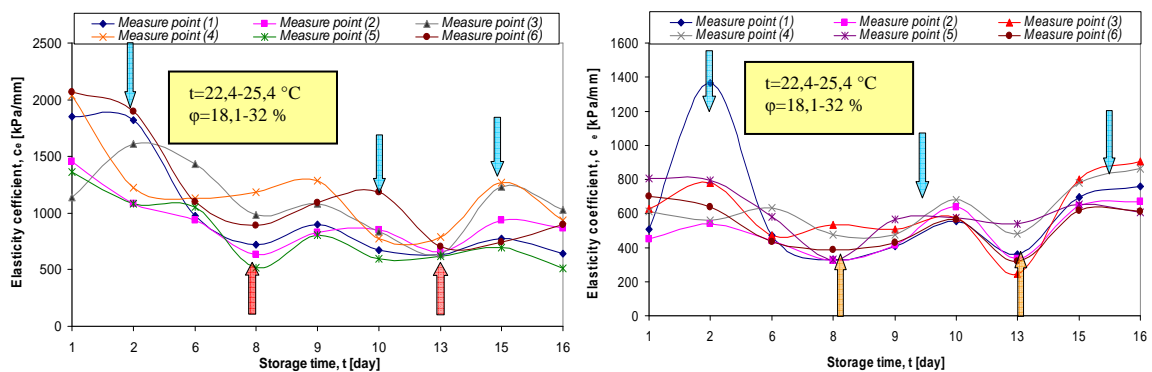 Measure point (1) Measure point (2) Measure point (3)
Measure point (4) Measure point (5) Measure point (6)
Elasticity cefficient, ce [kPa/mm]
2500
2000
1500
1000
500
0
t=22,4-25,4 °C
φ=18,1-32 %
1 2 6 8 9 10 13 15 16
Storage time, t [day]
Measure point (1) Measure point (2) Measure point (3)
Measure point (4) Measure point (5) Measure point (6)
Elasticity coefficient, c e [kPa/mm]
1600
1400
1200
1000
800
600
400
200
0
t=22,4-25,4 °C
φ=18,1-32 %
1 2 6 8 9 10 13 15 16
Storage time, t [day]